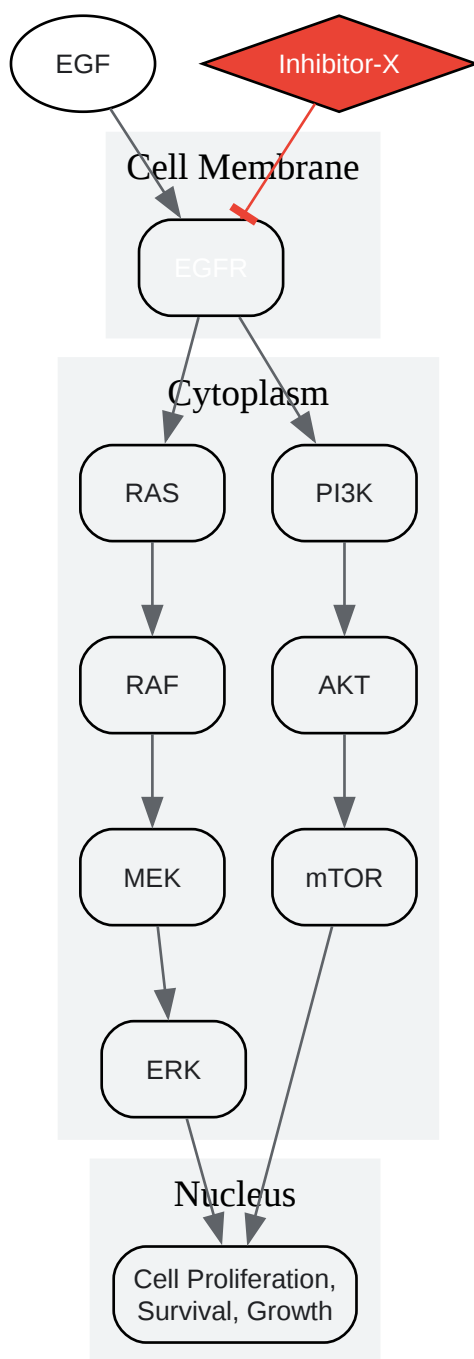 EGF
Inhibitor-X
Cell Membrane
EGFR
Cytoplasm
RAS
PI3K
RAF
AKT
MEK
mTOR
ERK
Nucleus
Cell Proliferation,
Survival, Growth